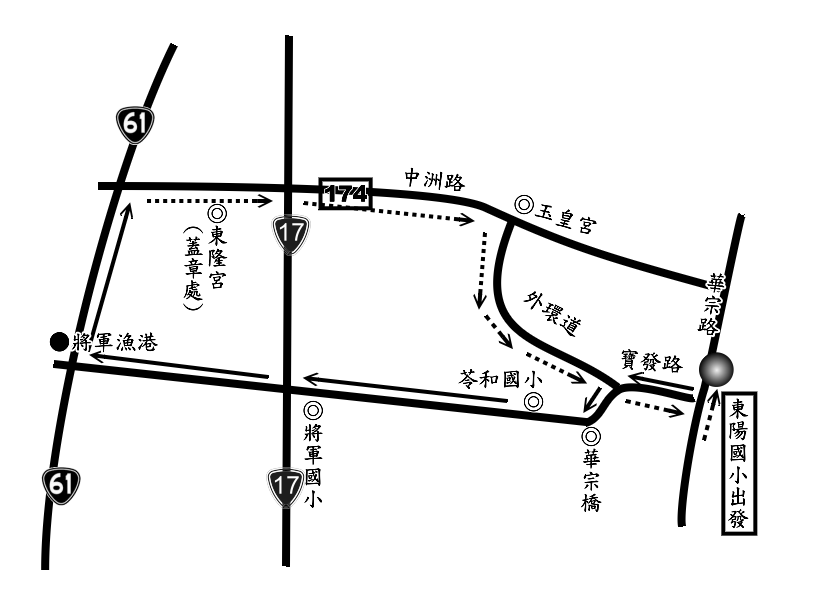 61
174
中洲路
玉皇宮
17
東隆宮
(蓋章處)
華宗路
外環道
將軍漁港
寶發路
苓和國小
東陽國小出發
將軍國小
華宗橋
61
17